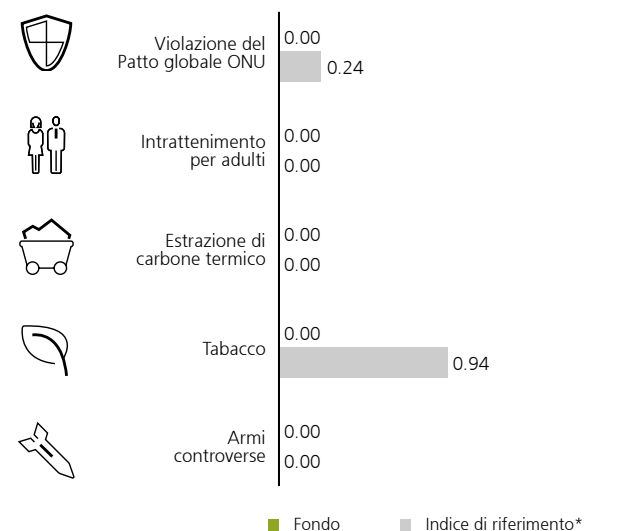 Violazione del
Patto globale ONU
0.00
0.24
Intrattenimento
per adulti
0.00
0.00
Estrazione di
carbone termico
0.00
0.00
Tabacco
0.00
0.94
Armi
controverse
0.00
0.00
Fondo
Indice di riferimento*